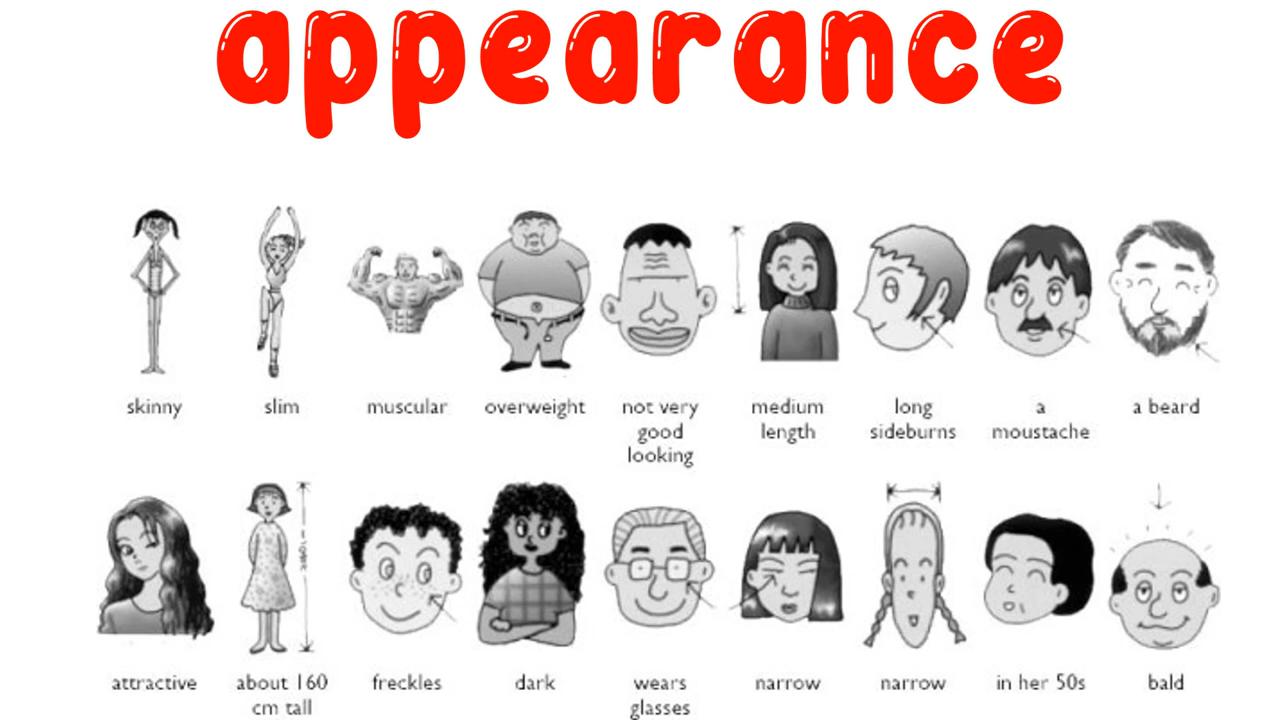 appearance
skinny slim muscular overweight not very good looking medium length long sideburns a moustache a beard
attractive about 160 cm tall freckles dark wears glasses narrow narrow in her 50s bald